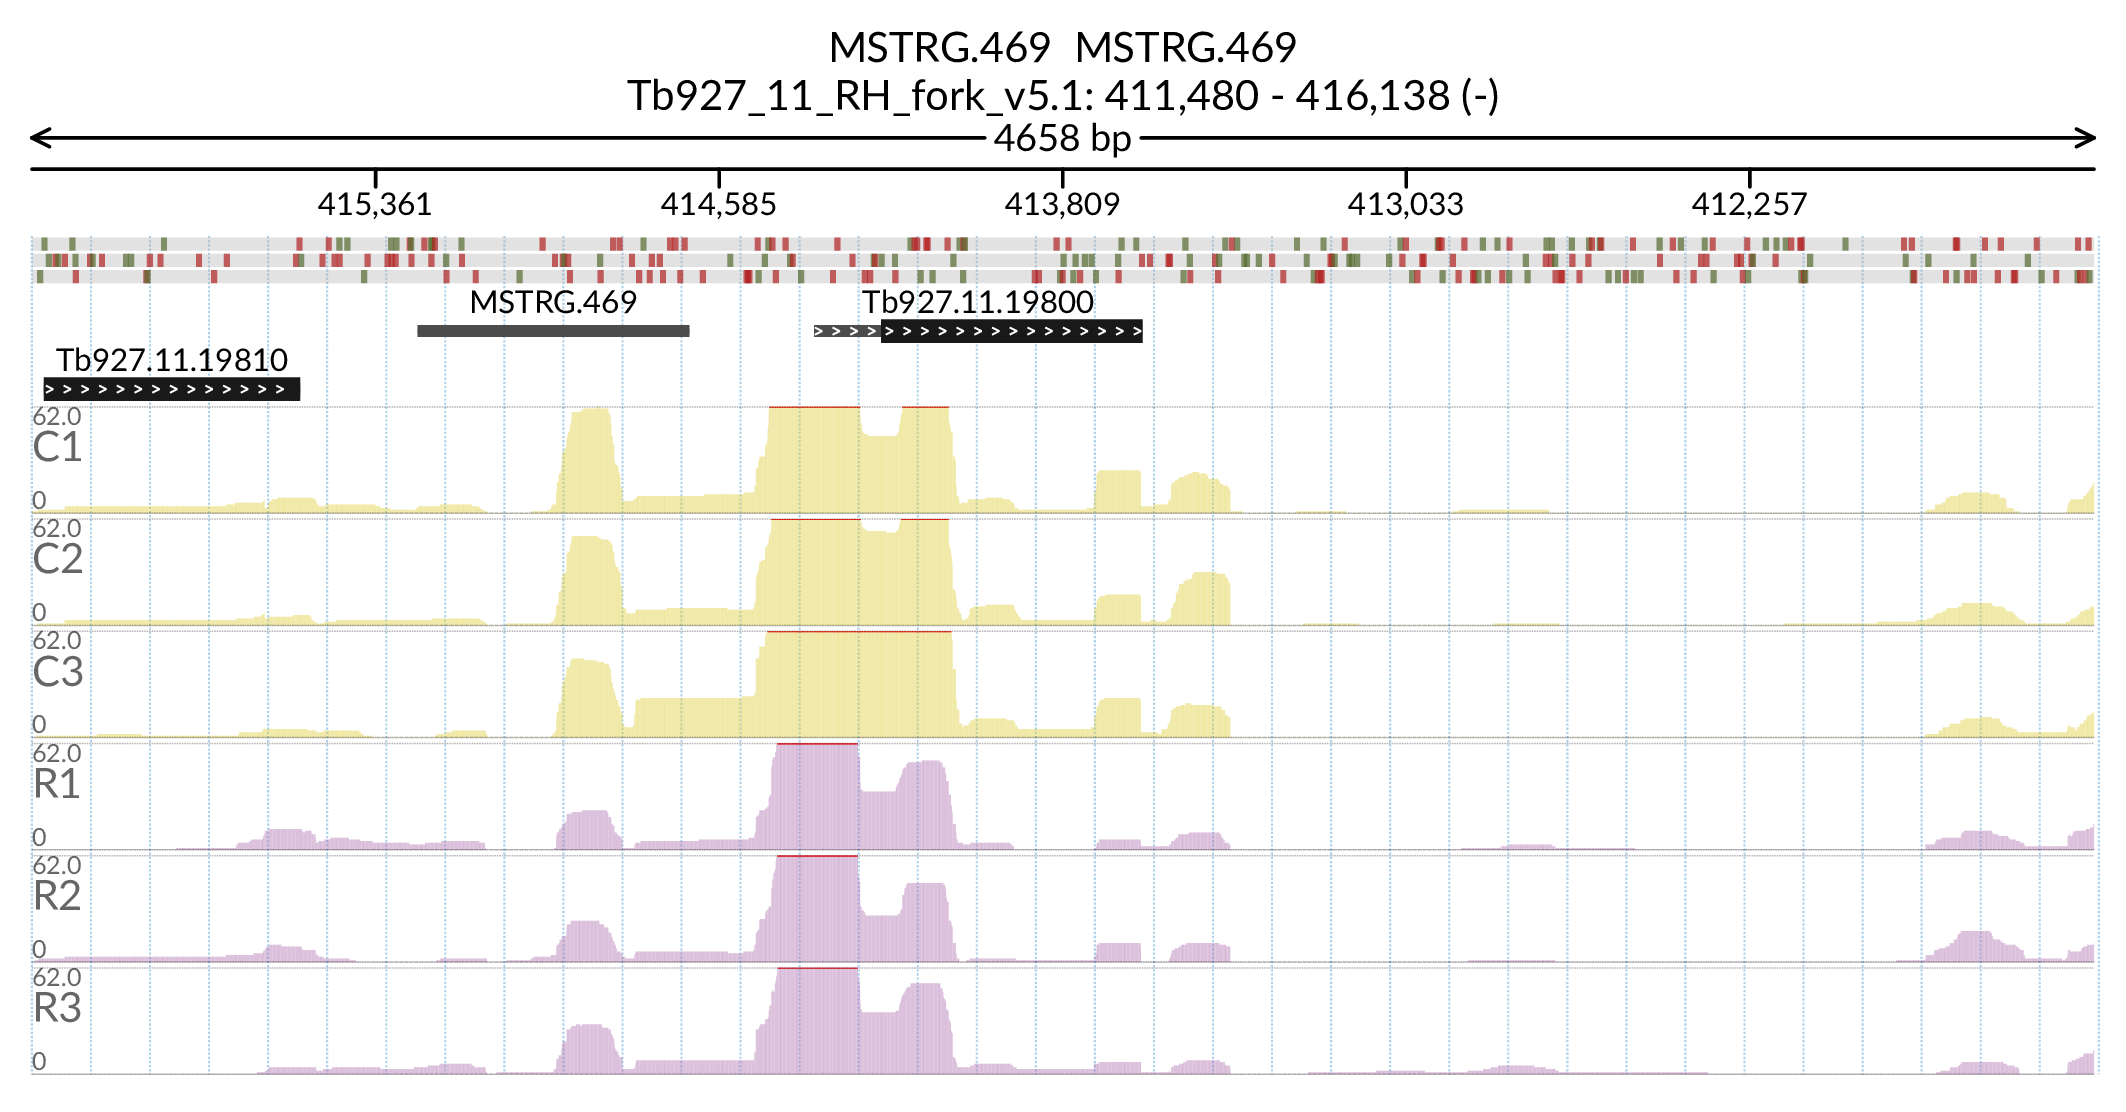 MSTRG.469 MSTRG.469
Tb927_11_RH_fork_v5.1: 411,480 - 416,138 (-)
4658 bp
415,361 414,585 413,809 413,033 412,257
MSTRG.469 Tb927.11.19800
Tb927.11.19810
62.0
C1
0
62.0
C2
0
62.0
C3
0
62.0
R1
0
62.0
R2
0
62.0
R3
0